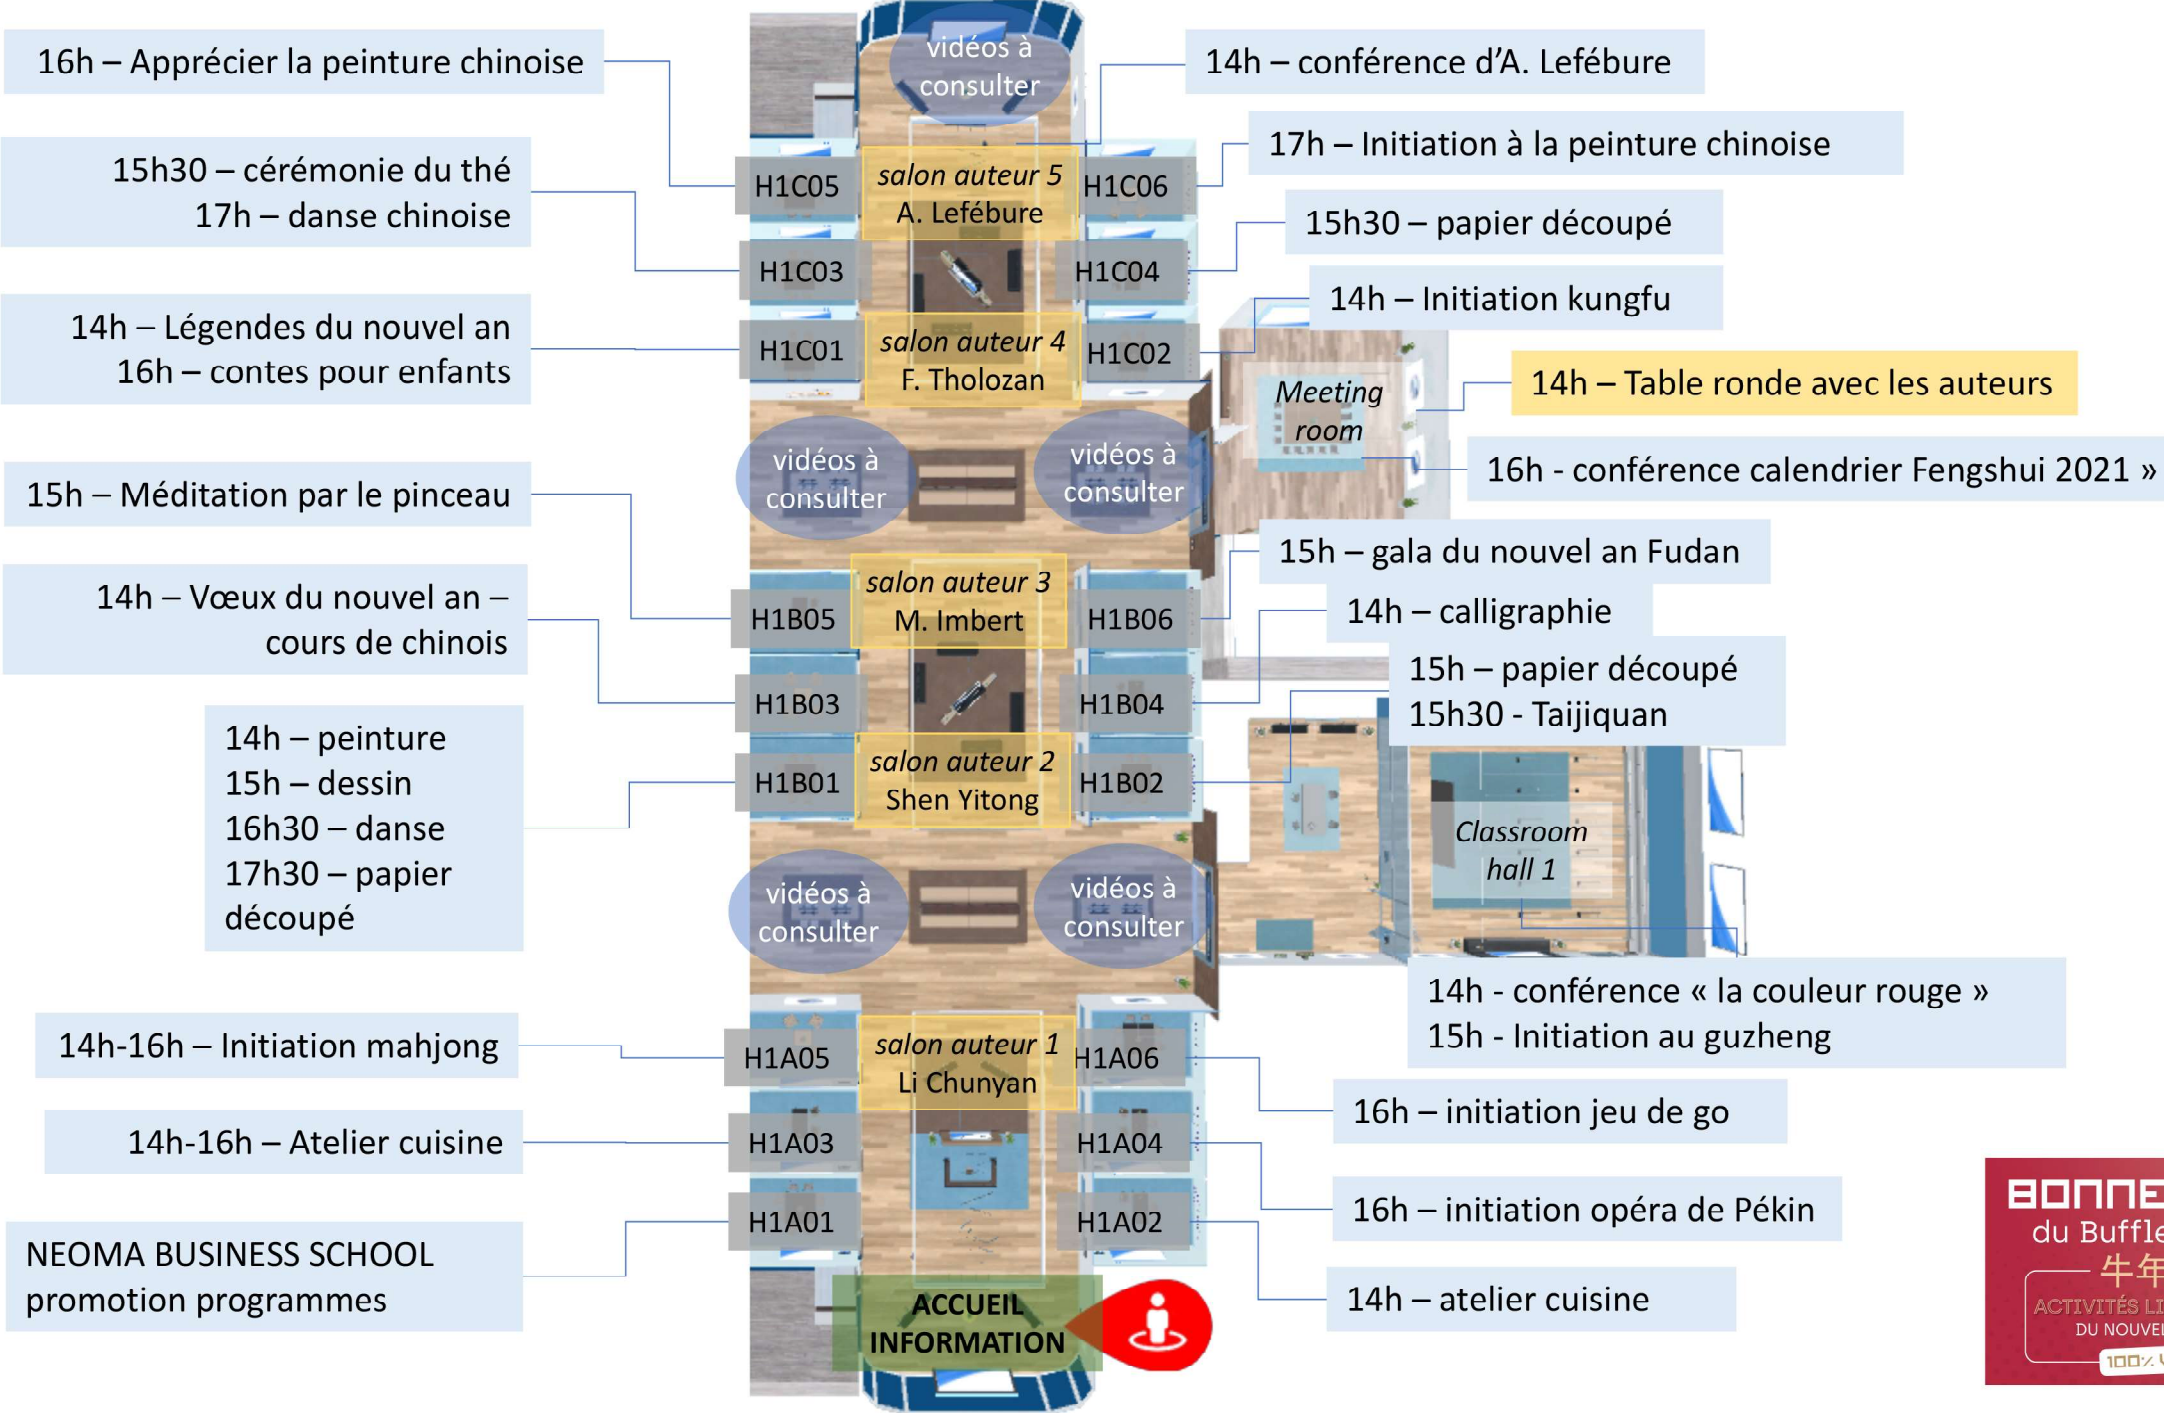 vidéos à
consulter
16h – Apprécier la peinture chinoise
14h – conférence d’A. Lefébure
17h – Initiation à la peinture chinoise
15h30 – cérémonie du thé
17h – danse chinoise
H1C05
salon auteur 5
A. Lefébure
H1C06
15h30 – papier découpé
H1C03
H1C04
14h – Initiation kungfu
14h – Légendes du nouvel an
16h – contes pour enfants
H1C01
salon auteur 4
F. Tholozan
H1C02
Meeting
room
14h – Table ronde avec les auteurs
vidéos à
consulter
vidéos à
consulter
16h - conférence calendrier Fengshui 2021 »
15h – Méditation par le pinceau
15h – gala du nouvel an Fudan
14h – Vœux du nouvel an –
cours de chinois
H1B05
salon auteur 3
M. Imbert
H1B06
14h – calligraphie
15h – papier découpé
15h30 - Taijiquan
H1B03
H1B04
14h – peinture
15h – dessin
16h30 – danse
17h30 – papier
découpé
H1B01
salon auteur 2
Shen Yitong
H1B02
Classroom
hall 1
vidéos à
consulter
vidéos à
consulter
14h - conférence « la couleur rouge »
15h - Initiation au guzheng
14h-16h – Initiation mahjong
H1A05
salon auteur 1
Li Chunyan
H1A06
16h – initiation jeu de go
14h-16h – Atelier cuisine
H1A03
H1A04
16h – initiation opéra de Pékin
NEOMA BUSINESS SCHOOL
promotion programmes
H1A01
H1A02
14h – atelier cuisine
ACCUEIL
INFORMATION
du Buffle
牛年
DU NOUVEL
100%